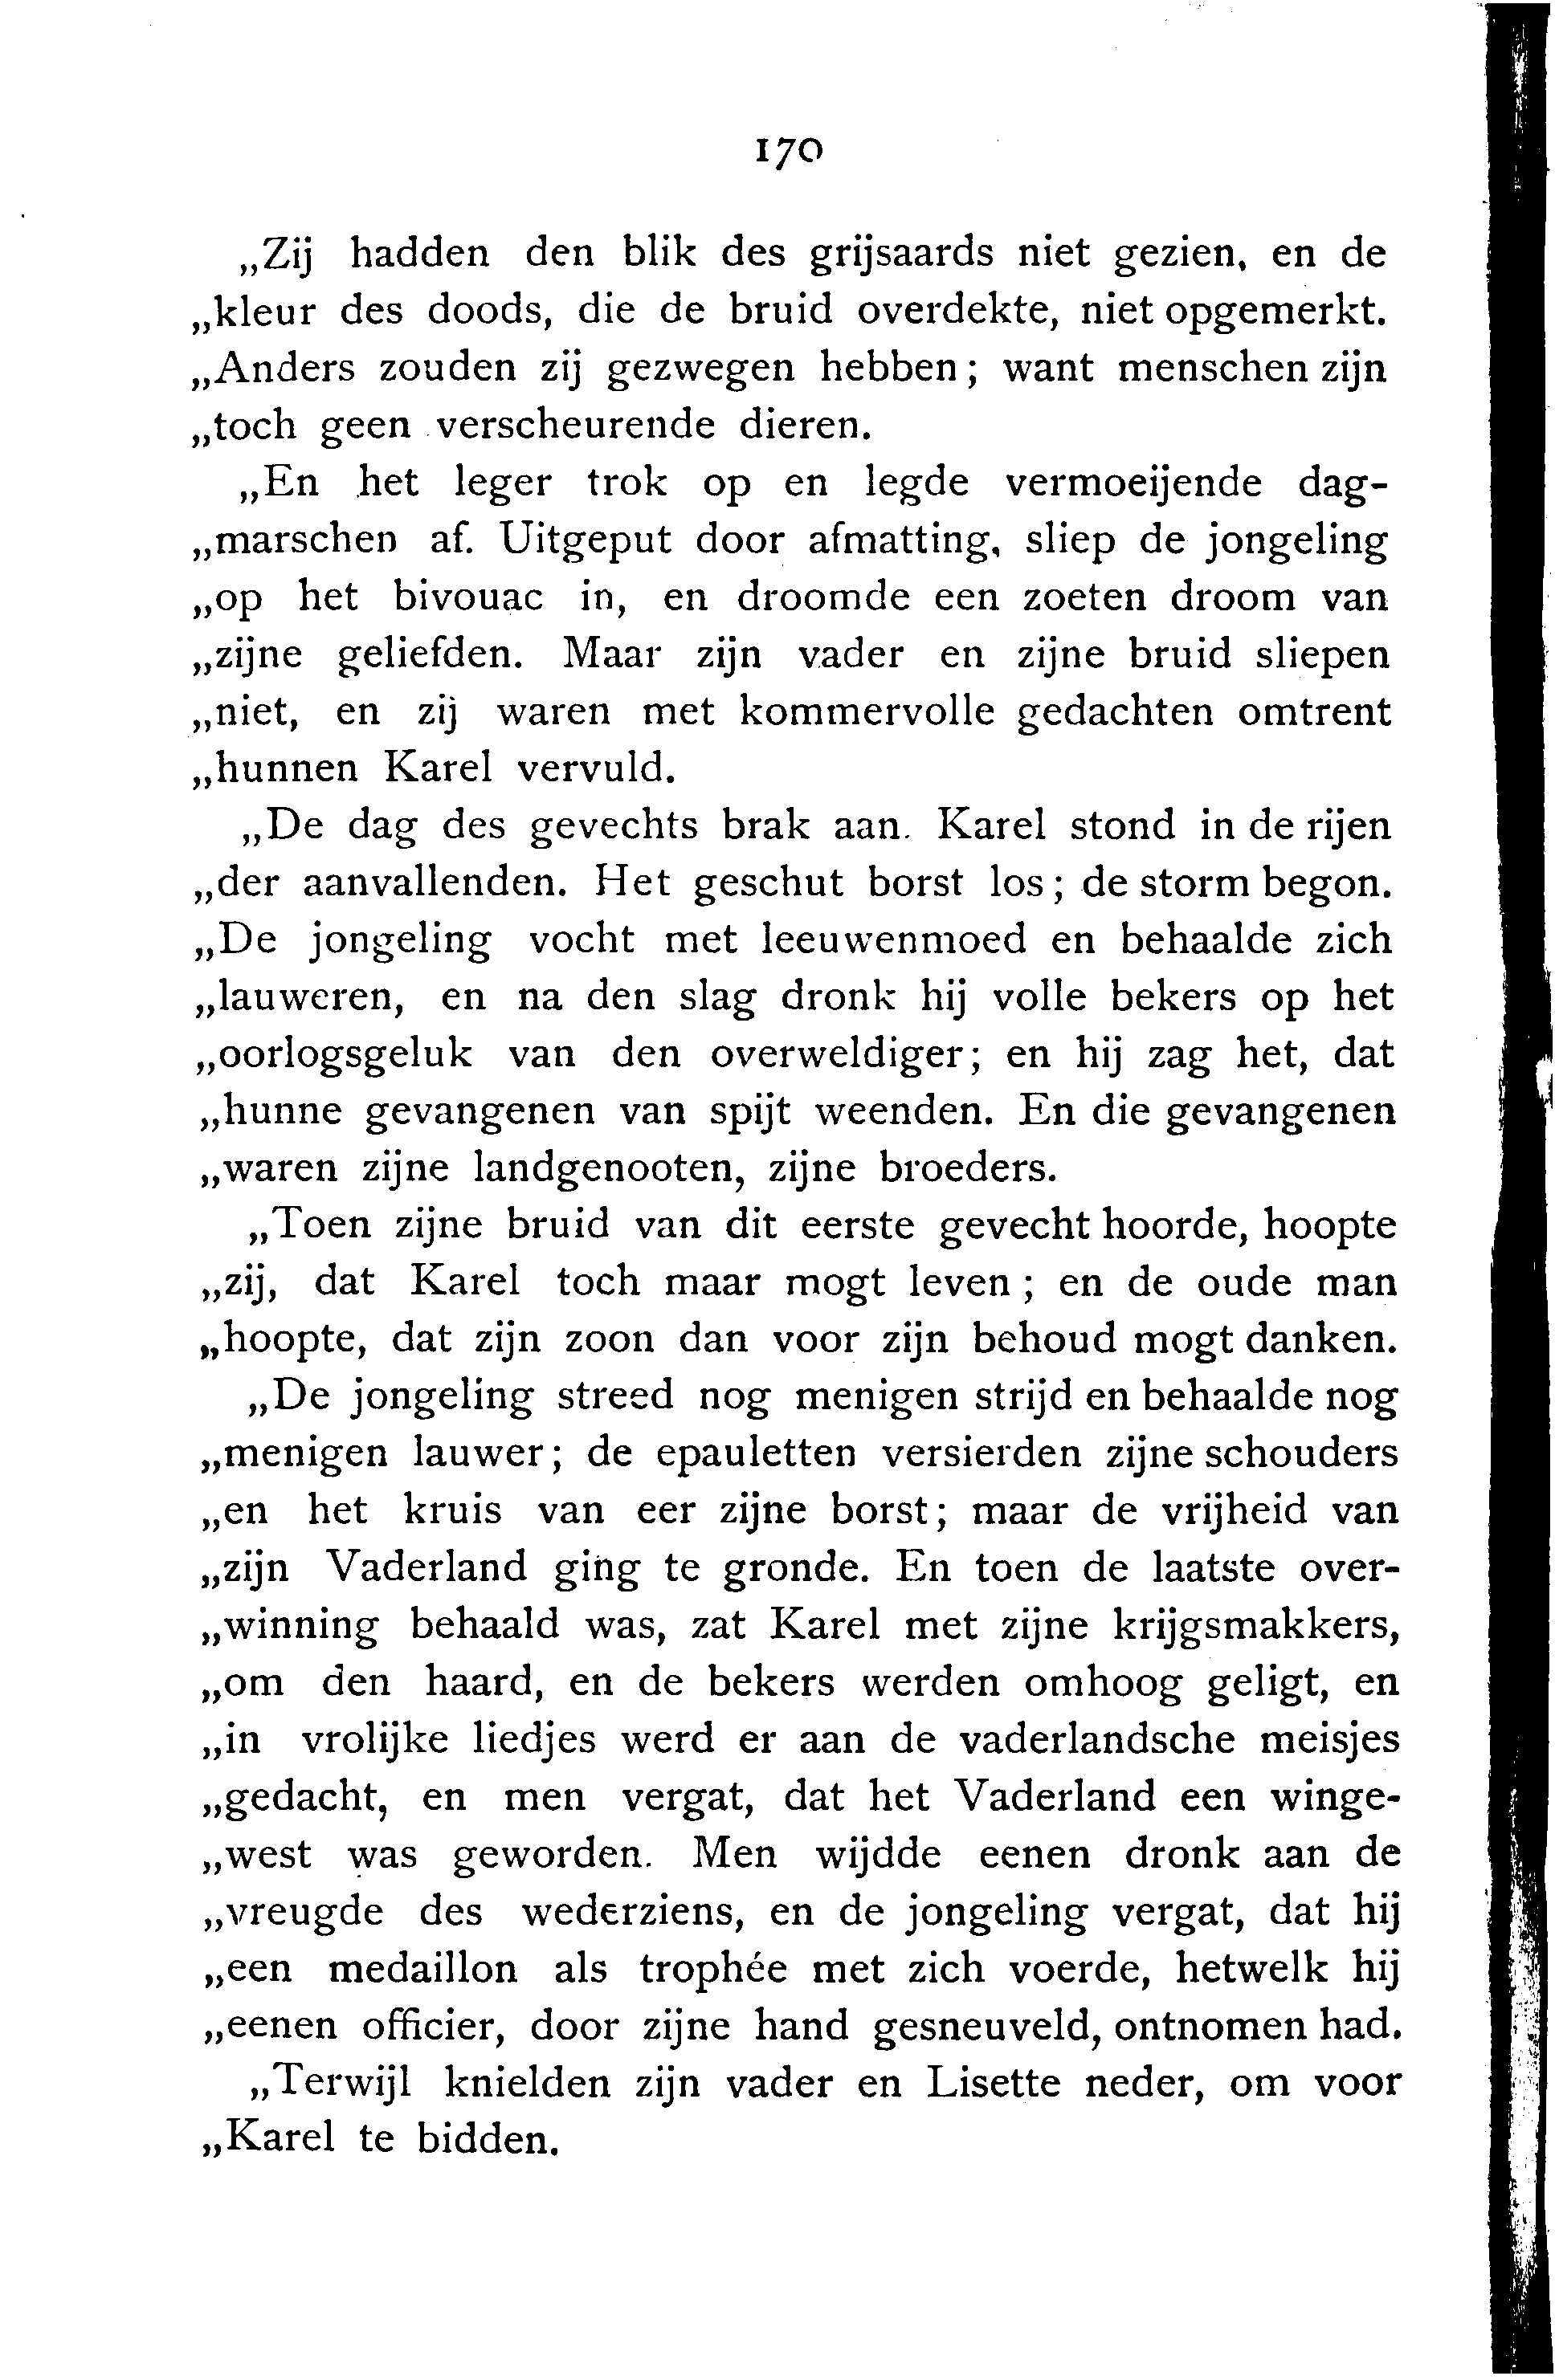 170
„Zij hadden den blik des grijsaards niet gezien, en de
„kleur des doods, die de bruid overdekte, niet opgemerkt.
„Anders zouden zij gezwegen hebben; want menschen zijn
„toch geen verscheurende dieren.
„En het leger trok op en legde vermoeijende dag-
„marschen af. Uitgeput door afmatting, sliep de jongeling
„op het bivouac in, en droomde een zoeten droom van
„zijne geliefden. Maar zijn vader en zijne bruid sliepen
„niet, en zij waren met kommervolle gedachten omtrent
„hunnen Karel vervuld.
„De dag des gevechts brak aan. Karel stond in de rijen
„der aanvallenden. Het geschut borst los; de storm begon.
„De jongeling vocht met leeuwenmoed en behaalde zich
„lauweren, en na den slag dronk hij volle bekers op het
„oorlogsgeluk van den overweldiger; en hij zag het, dat
„hunne gevangenen van spijt weenden. En die gevangenen
„waren zijne landgenooten, zijne broeders.
„Toen zijne bruid van dit eerste gevecht hoorde, hoopte
„zij, dat Karel toch maar mogt leven; en de oude man
„hoopte, dat zijn zoon dan voor zijn behoud mogt danken.
„De jongeling streed nog menigen strijd en behaalde nog
„menigen lauwer; de epauletten versierden zijne schouders
„en het kruis van eer zijne borst; maar de vrijheid van
„zijn Vaderland ging te gronde. En toen de laatste over-
„winning behaald was, zat Karel met zijne krijgsmakkers,
„om den haard, en de bekers werden omhoog geligt, en
„in vrolijke liedjes werd er aan de vaderlandsche meisjes
„gedacht, en men vergat, dat het Vaderland een winge-
„west was geworden. Men wijdde eenen dronk aan de
„vreugde des wederziens, en de jongeling vergat, dat hij
„een medaillon als trophée met zich voerde, hetwelk hij
„eenen officier, door zijne hand gesneuveld, ontnomen had.
„Terwijl knielden zijn vader en Lisette neder, om voor
„Karel te bidden.